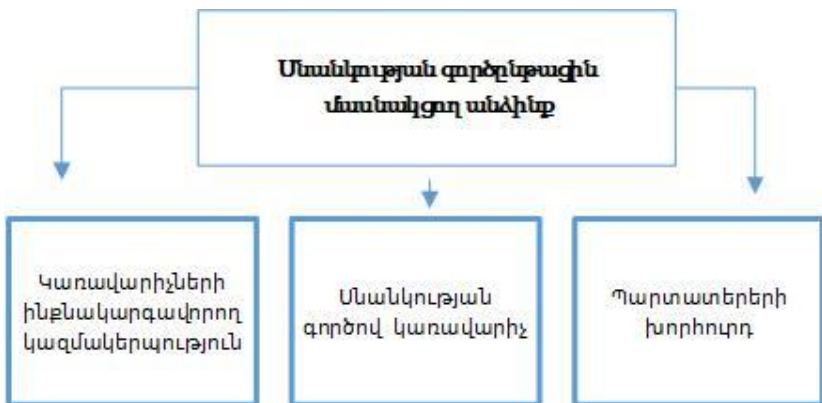 Սնանկության գործընթացին
մասնակցող անձինք
Կառավարիչների
ինքնակարգավորող
կազմակերպություն
Սնանկության
գործով կառավարիչ
Պարտատերերի
խորհուրդ